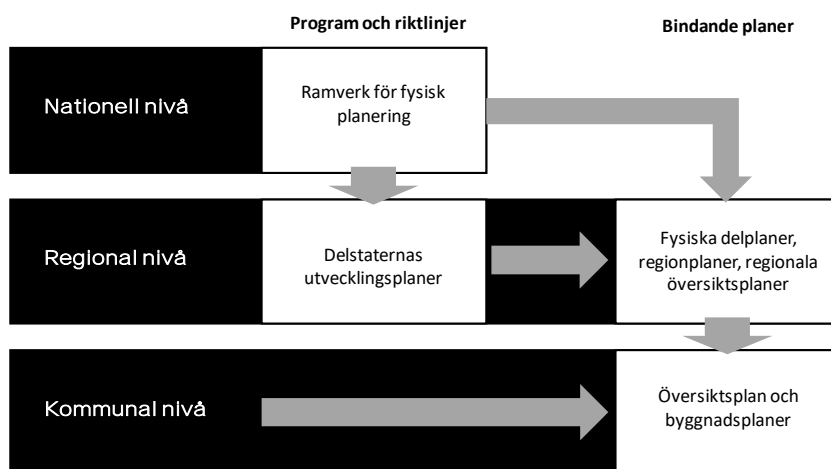 Program och riktlinjer
Bindande planer
Nationell nivå
Ramverk för fysisk
planering
Regional nivå
Delstaternas
utvecklingsplaner
Fysiska delplaner,
regionplaner, regionala
översiktsplaner
Kommunal nivå
Översiktsplan och
byggnadsplaner